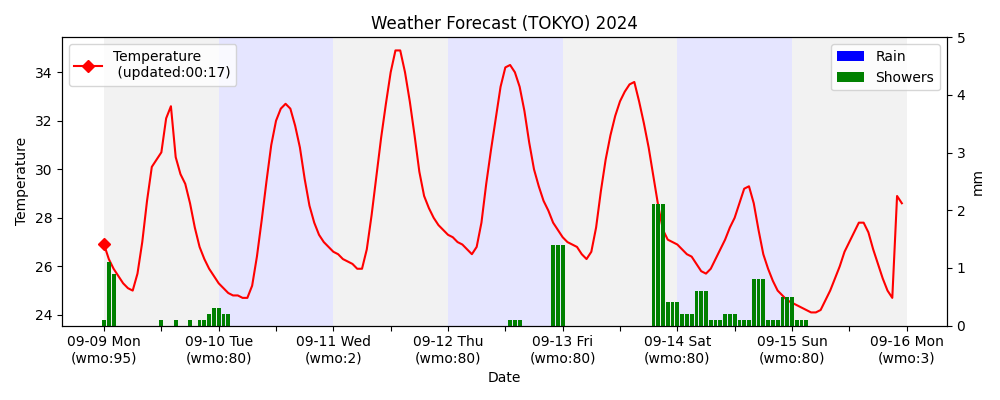 Weather Forecast (TOKYO) 2024
Temperature
(updated:00:17)
Rain
Showers
Temperature
34
32
30
28
26
24
5
4
3
2
1
0
mm
09-09 Mon
(wmo:95)
09-10 Tue
(wmo:80)
09-11 Wed
(wmo:2)
09-12 Thu
(wmo:80)
09-13 Fri
(wmo:80)
09-14 Sat
(wmo:80)
09-15 Sun
(wmo:80)
09-16 Mon
(wmo:3)
Date